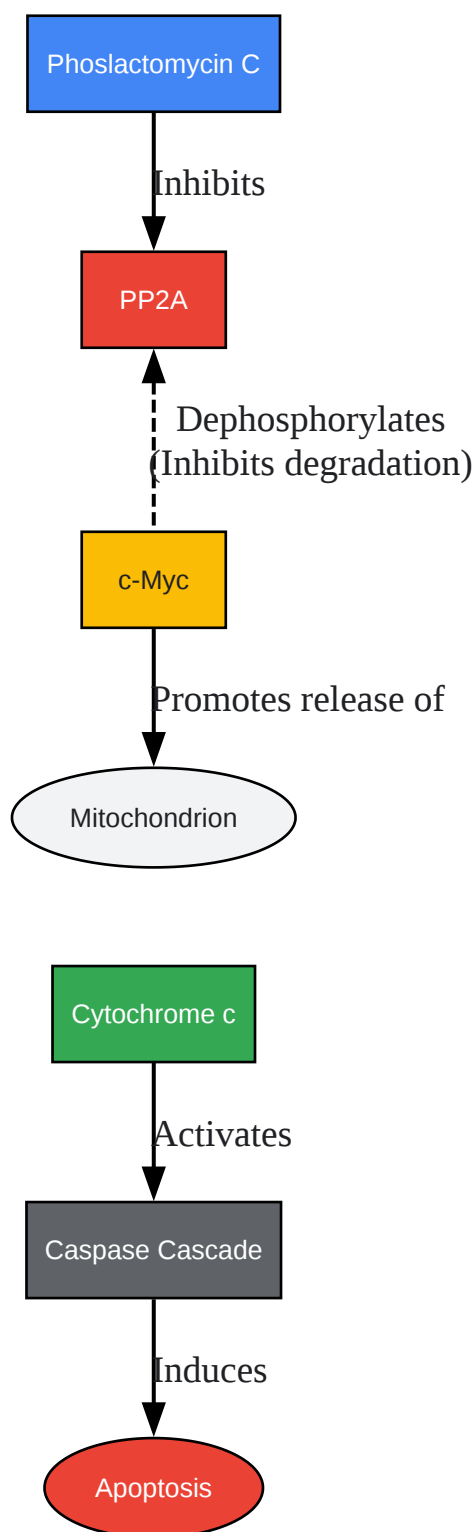 Phoslactomycin C
Inhibits
PP2A
Dephosphorylates
(Inhibits degradation)
c-Myc
Promotes release of
Mitochondrion
Cytochrome c
Activates
Caspase Cascade
Induces
Apoptosis